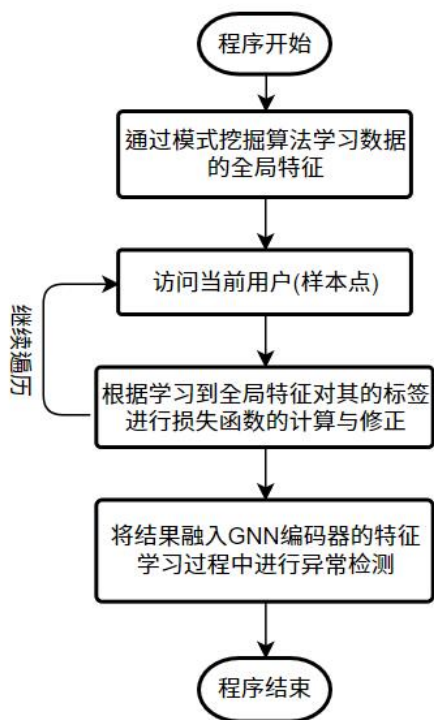 程序开始
通过模式挖掘算法学习数据
的全局特征
访问当前用户(样本点)
继续遍历
根据学习到全局特征对其的标签
进行损失函数的计算与修正
将结果融入GNN编码器的特征
学习过程中进行异常检测
程序结束